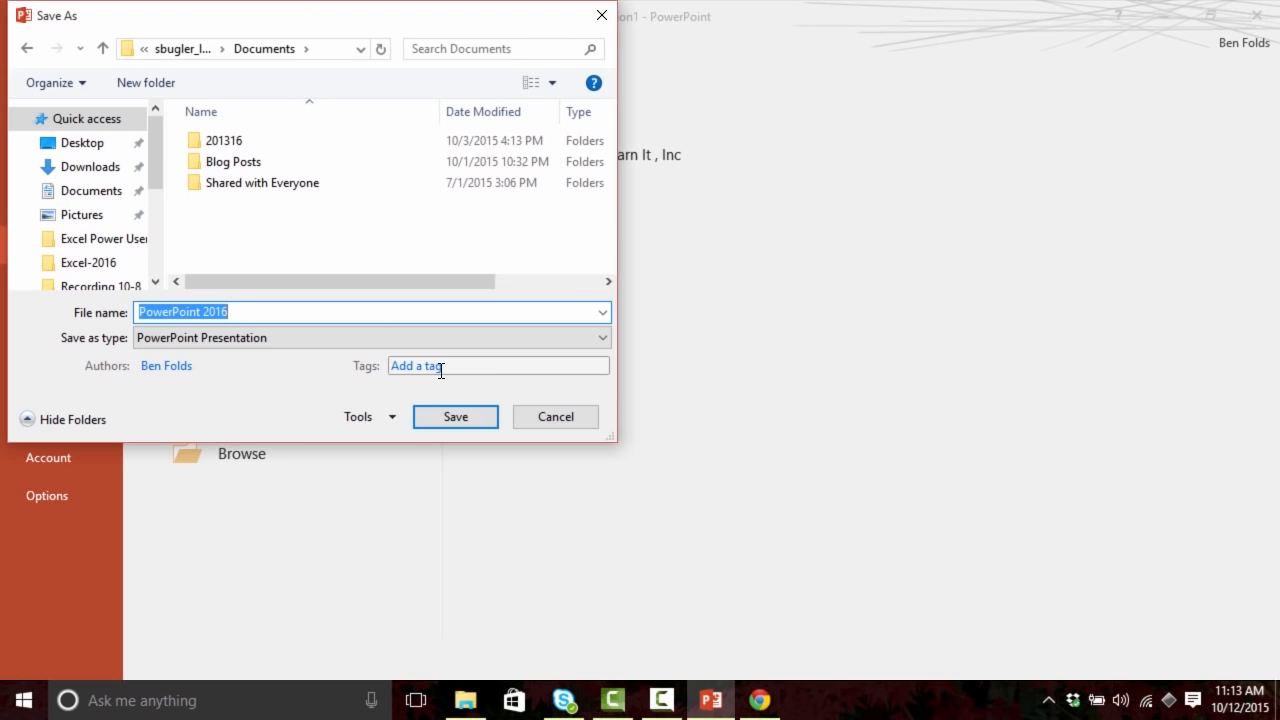 Save As
ion1 - PowerPoint
Ben Folds
« sbugler_l... > Documents >
Search Documents
Organize
New folder
Quick access
Desktop
Downloads
Documents
Pictures
Excel Power User
Excel-2016
Recording 10-8
Name Date Modified Type
201316 10/3/2015 4:13 PM Folders
Blog Posts 10/1/2015 10:32 PM Folders
Shared with Everyone 7/1/2015 3:06 PM Folders
arn It , Inc
File name: PowerPoint 2016
Save as type: PowerPoint Presentation
Authors: Ben Folds Tags: Add a tag
Hide Folders
Tools
Save
Cancel
Browse
Account
Options
Ask me anything
11:13 AM
10/12/2015